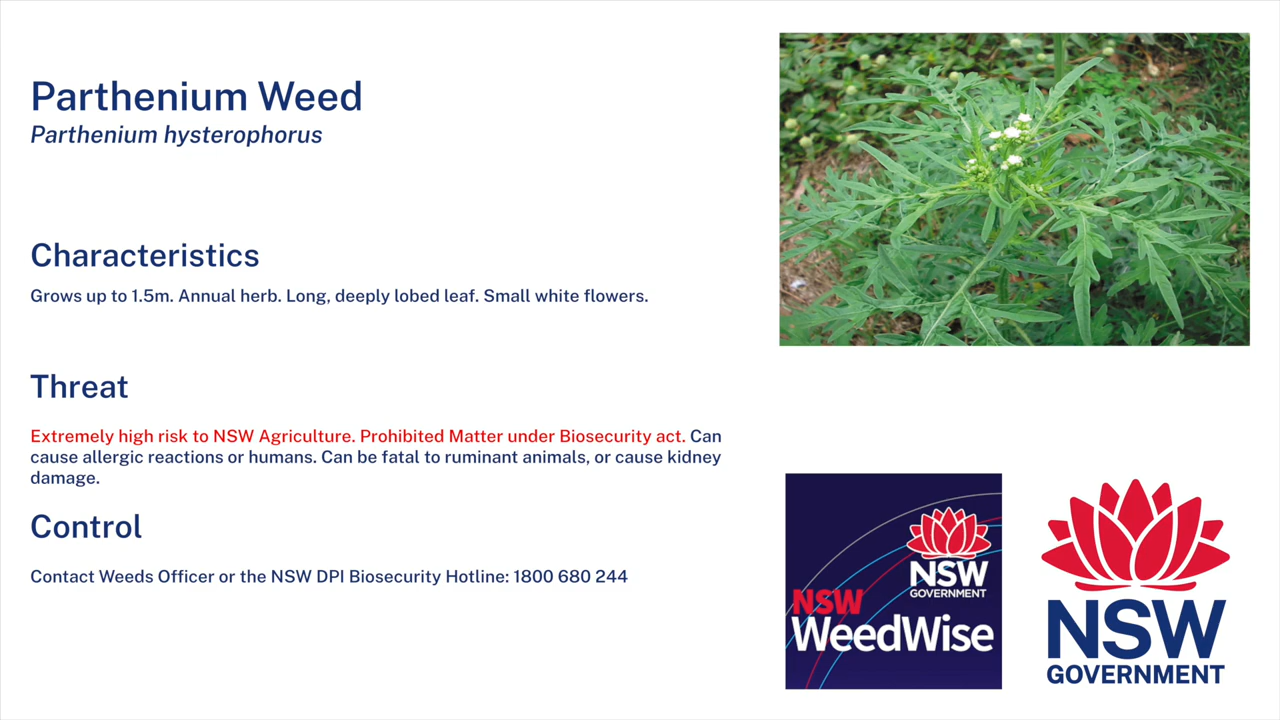 Parthenium Weed
Parthenium hysterophorus
Characteristics
Grows up to 1.5m. Annual herb. Long, deeply lobed leaf. Small white flowers.
Threat
Extremely high risk to NSW Agriculture. Prohibited Matter under Biosecurity act. Can
cause allergic reactions or humans. Can be fatal to ruminant animals, or cause kidney
damage.
Control
Contact Weeds Officer or the NSW DPI Biosecurity Hotline: 1800 680 244
NSW
GOVERNMENT
NSW
WeedWise
NSW
GOVERNMENT